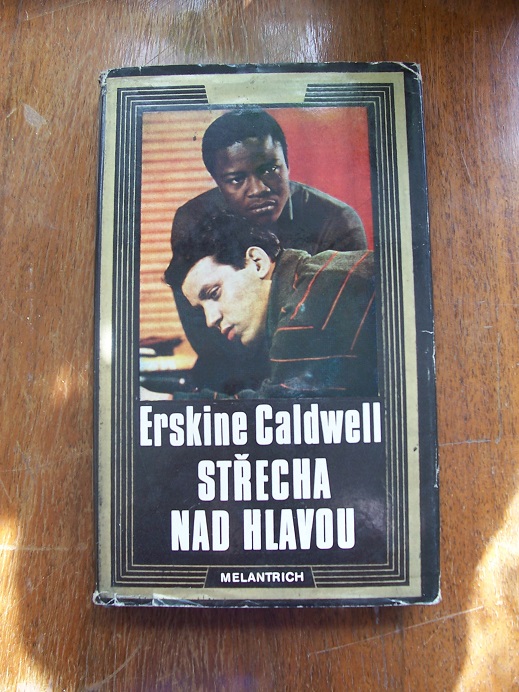 Erskine Caldwell
STŘECHA
NAD HLAVOU
MELANTRICH